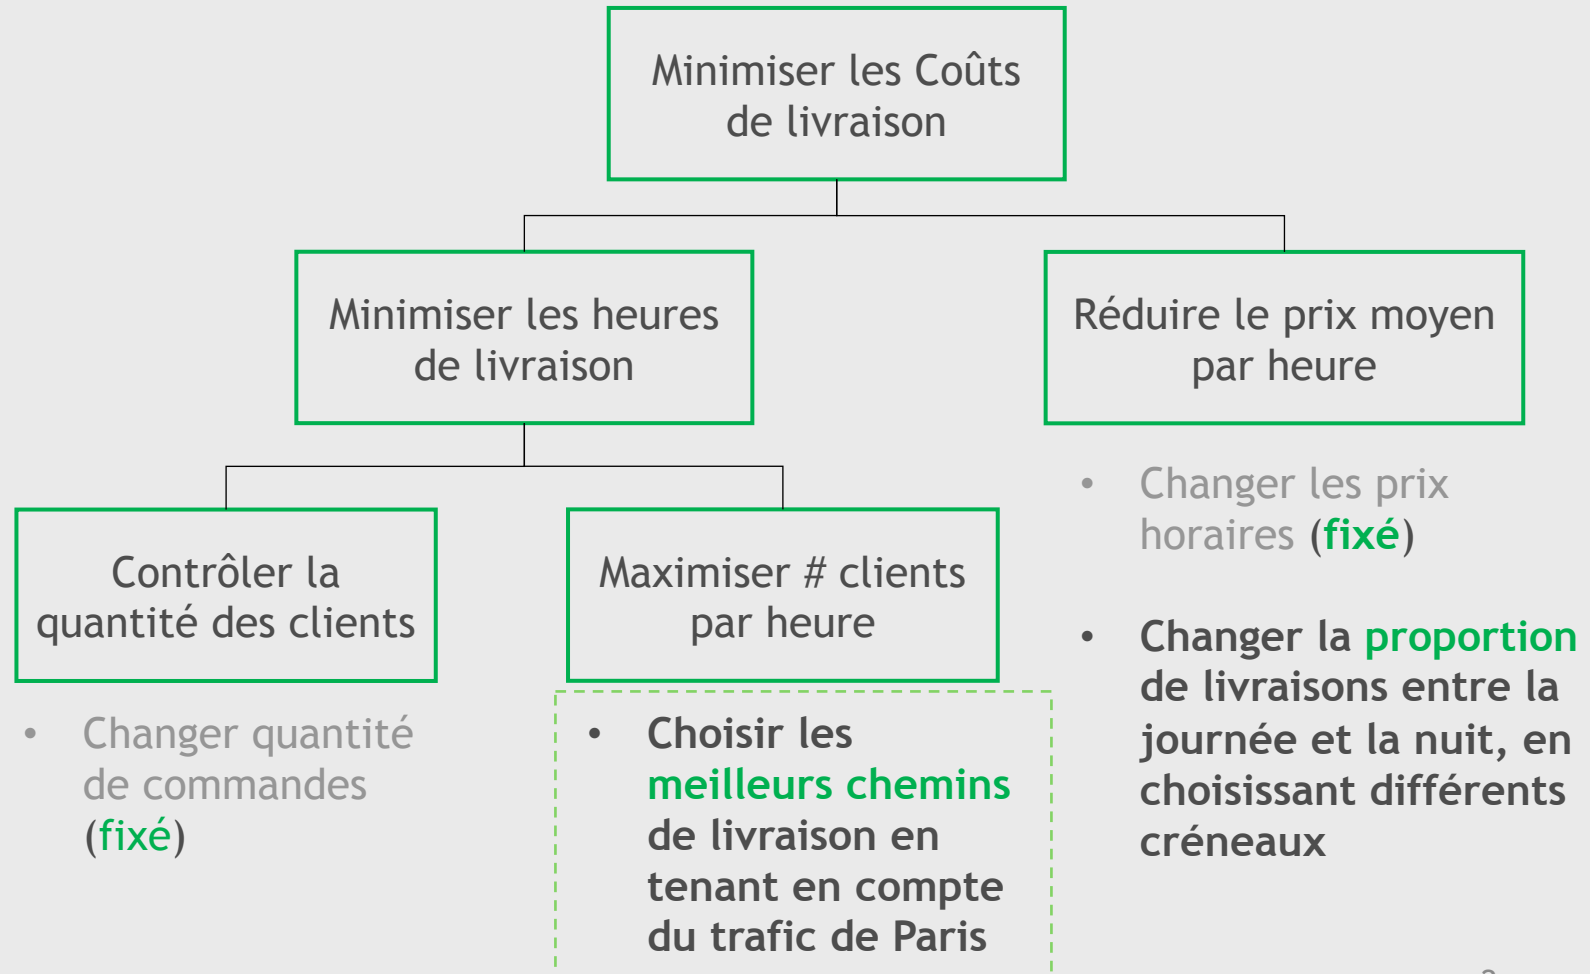 Minimiser les Coûts
de livraison
Minimiser les heures
de livraison
Réduire le prix moyen
par heure
Contrôler la
quantité des clients
Maximiser # clients
par heure
• Changer quantité
de commandes
(fixé)
• Choisir les
meilleurs chemins
de livraison en
tenant en compte
du trafic de Paris
• Changer les prix
horaires (fixé)
• Changer la proportion
de livraisons entre la
journée et la nuit, en
choisissant différents
créneaux